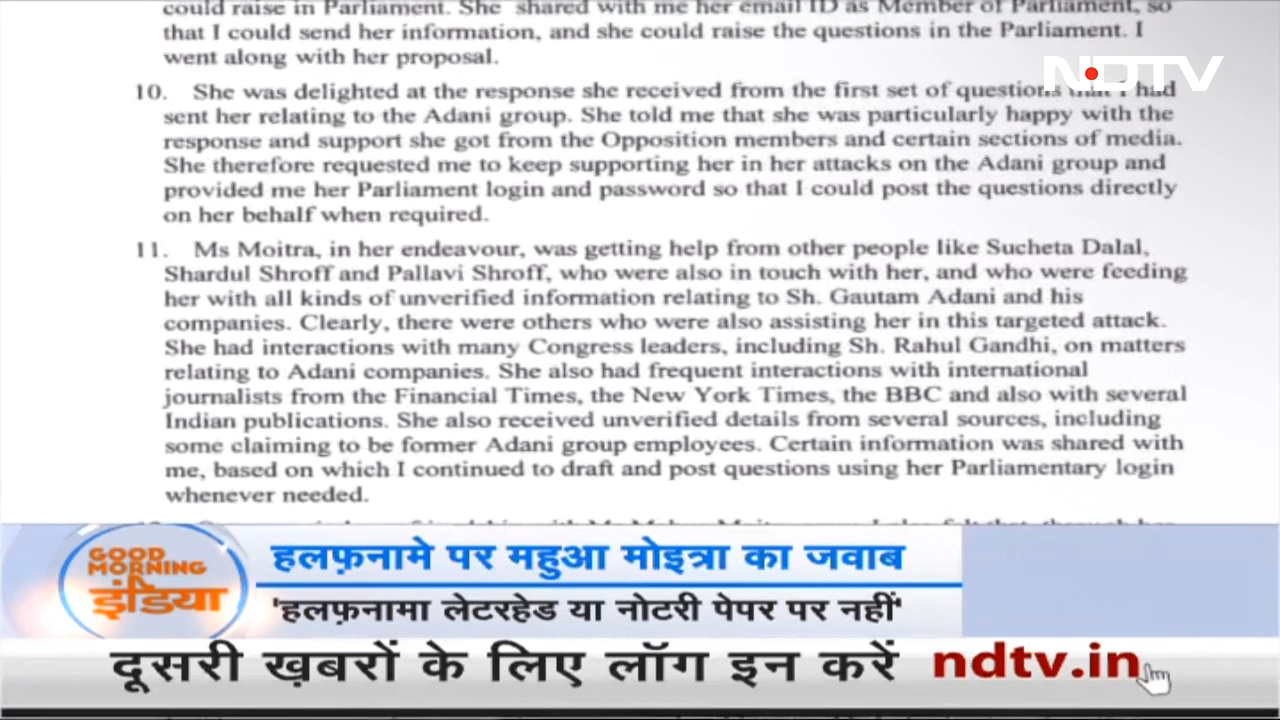 could raise in Parliament. She shared with me her email ID as Member of Parliament, so
that I could send her information, and she could raise the questions in the Parliament. I
went along with her proposal.
NDTV
10. She was delighted at the response she received from the first set of questions that I had
sent her relating to the Adani group. She told me that she was particularly happy with the
response and support she got from the Opposition members and certain sections of media.
She therefore requested me to keep supporting her in her attacks on the Adani group and
provided me her Parliament login and password so that I could post the questions directly
on her behalf when required.
11. Ms Moitra, in her endeavour, was getting help from other people like Sucheta Dalal,
Shardul Shroff and Pallavi Shroff, who were also in touch with her, and who were feeding
her with all kinds of unverified information relating to Sh. Gautam Adani and his
companies. Clearly, there were others who were also assisting her in this targeted attack.
She had interactions with many Congress leaders, including Sh. Rahul Gandhi, on matters
relating to Adani companies. She also had frequent interactions with international
journalists from the Financial Times, the New York Times, the BBC and also with several
Indian publications. She also received unverified details from several sources, including
some claiming to be former Adani group employees. Certain information was shared with
me, based on which I continued to draft and post questions using her Parliamentary login
whenever needed.
GOOD
MORNING
इंडिया
हलफ़नामे पर महुआ मोइत्रा का जवाब
'हलफ़नामा लेटरहेड या नोटरी पेपर पर नहीं'
दूसरी ख़बरों के लिए लॉग इन करें ndtv.in